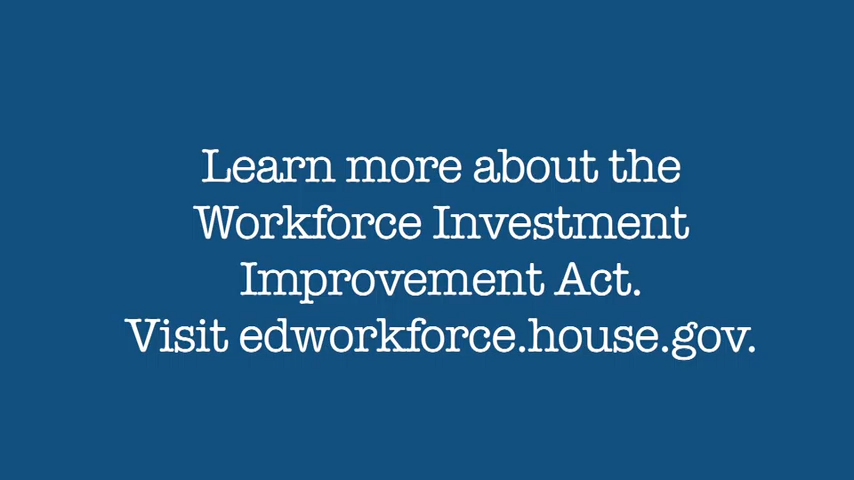 Learn more about the
Workforce Investment
Improvement Act.
Visit edworkforce.house.gov.